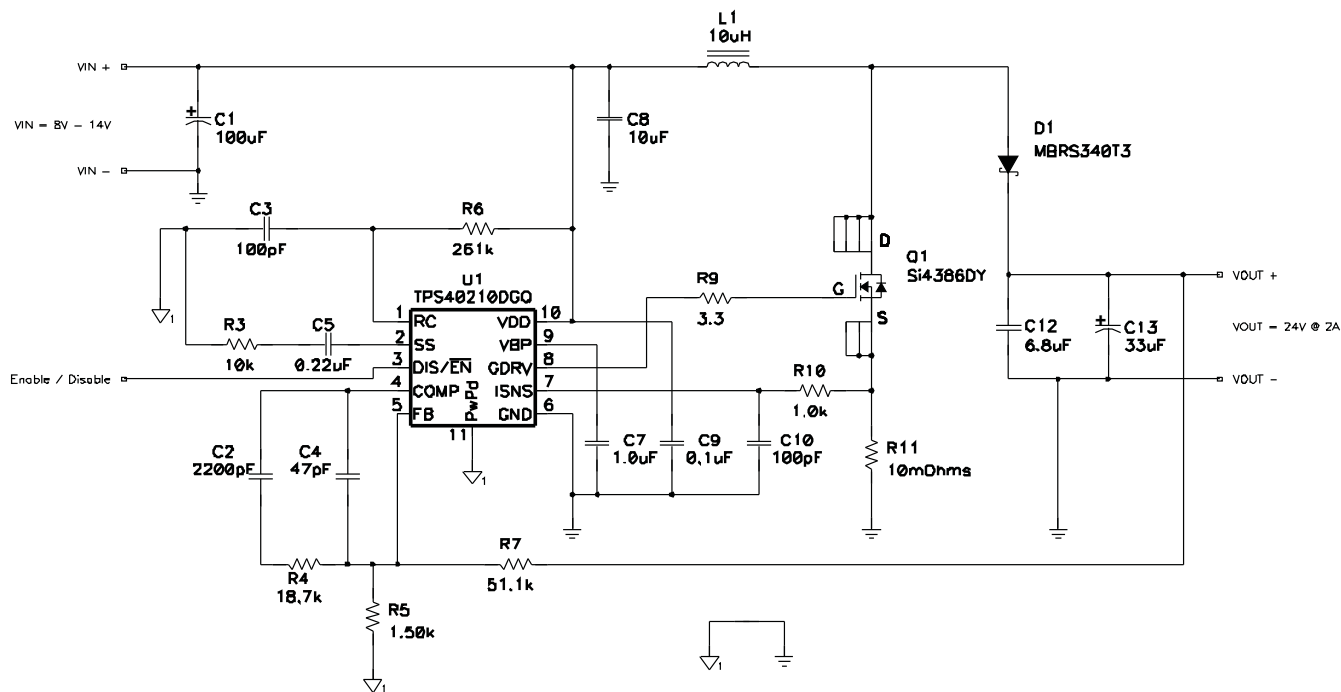 L1
10uH
VIN +
VIN = 8V - 14V
C1
100uF
VIN -
C8
10uF
D1
MBRS340T3
C3
100pF
R6
261k
D
Q1
Si4386DY
G
S
U1
TPS40210DGQ
1 RC
2 SS
3 DIS/EN
4 COMP
5 FB
VDD 10
VBP 9
GDRV 8
ISNS 7
GND 6
PwPd
11
R9
3.3
VOUT +
VOUT = 24V @ 2A
VOUT -
C12
6.8uF
C13
33uF
1
R3
10k
C5
0.22uF
Enable / Disable
R10
1.0k
C2
2200pF
C4
47pF
1
C7
1.0uF
C9
0.1uF
C10
100pF
R11
10mOhms
R4
18.7k
R7
51.1k
R5
1.50k
1
1